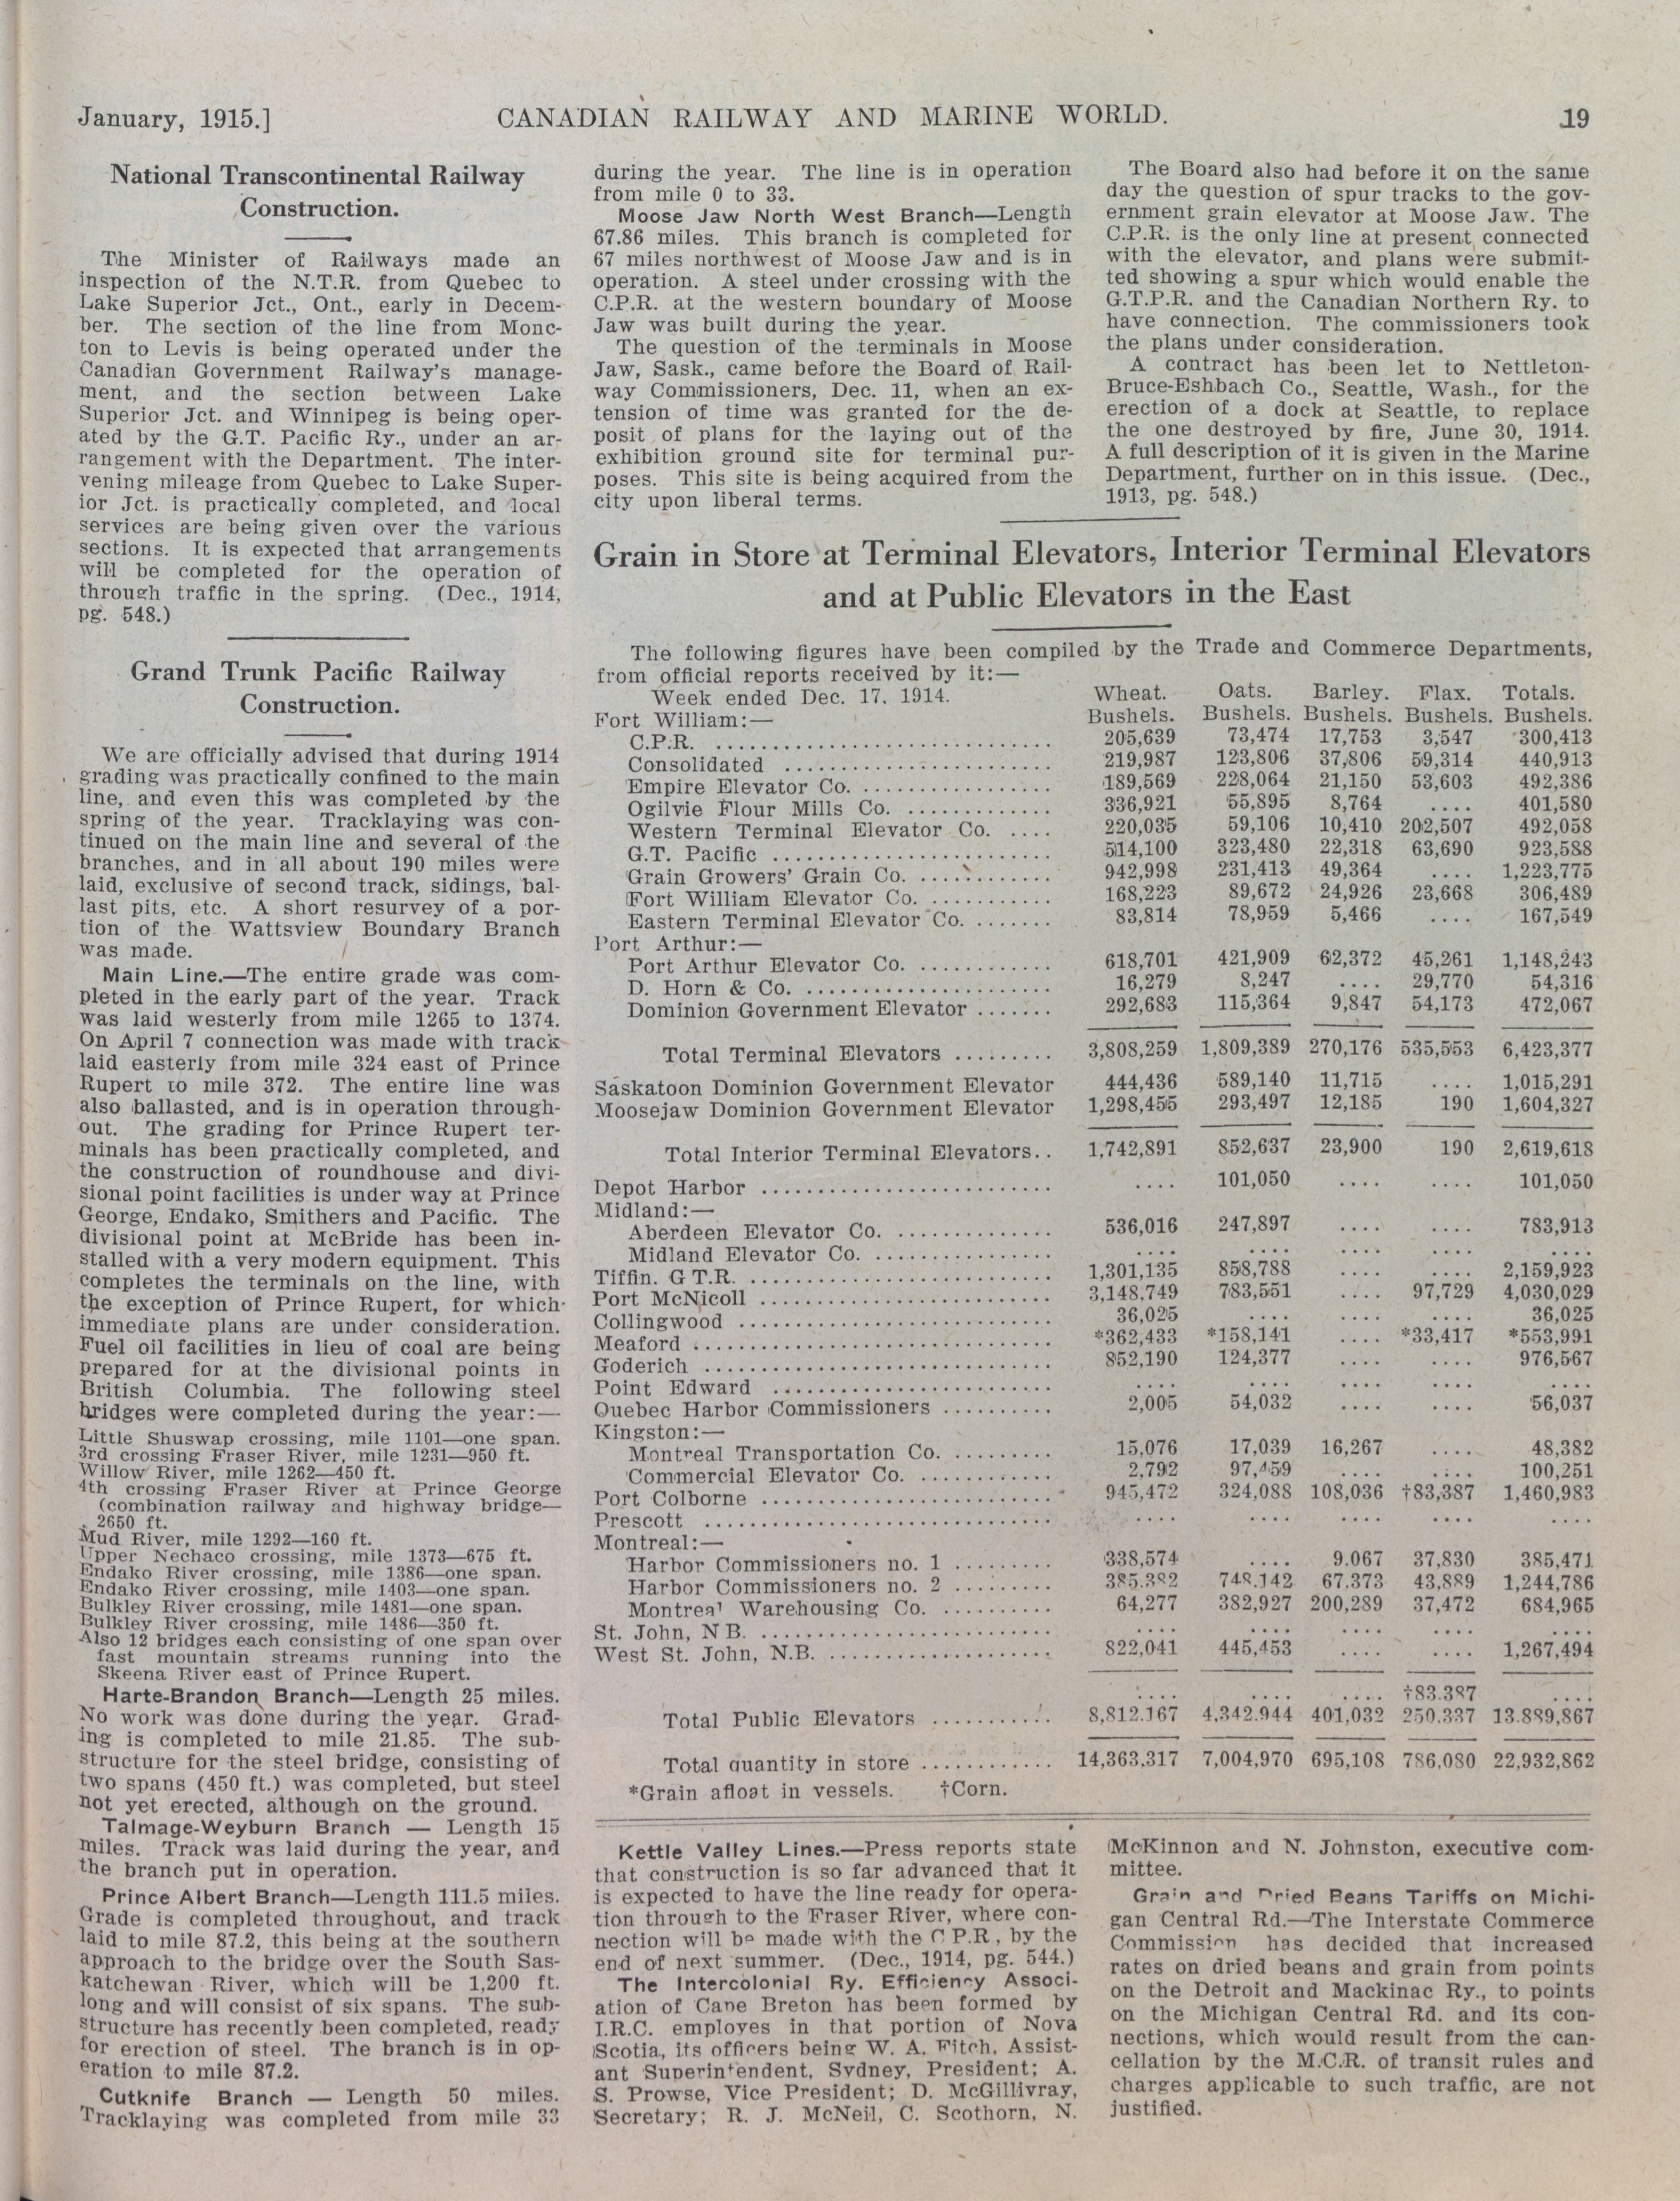 January, 1915.] CANADIAN RAILWAY AND MARINE WORLD. 19
National Transcontinental Railway
Construction.
The Minister of Railways made an
inspection of the N.T.R. from Quebec to
Lake Superior Jct., Ont., early in Decem-
ber. The section of the line from Monc-
ton to Levis is being operated under the
Canadian Government Railway's manage-
ment, and the section between Lake
Superior Jct. and Winnipeg is being oper-
ated by the G.T. Pacific Ry., under an ar-
rangement with the Department. The inter-
vening mileage from Quebec to Lake Super-
ior Jct. is practically completed, and local
services are being given over the various
sections. It is expected that arrangements
will be completed for the operation of
through traffic in the spring. (Dec., 1914,
pg. 548.)
Grand Trunk Pacific Railway
Construction.
We are officially advised that during 1914
grading was practically confined to the main
line, and even this was completed by the
spring of the year. Tracklaying was con-
tinued on the main line and several of the
branches, and in all about 190 miles were
laid, exclusive of second track, sidings, bal-
last pits, etc. A short resurvey of a por-
tion of the Wattsview Boundary Branch
was made.
Main Line.—The entire grade was com-
pleted in the early part of the year. Track
was laid westerly from mile 1265 to 1374.
On April 7 connection was made with track
laid easterly from mile 324 east of Prince
Rupert to mile 372. The entire line was
also ballasted, and is in operation through-
out. The grading for Prince Rupert ter-
minals has been practically completed, and
the construction of roundhouse and divi-
sional point facilities is under way at Prince
George, Endako, Smithers and Pacific. The
divisional point at McBride has been in-
stalled with a very modern equipment. This
completes the terminals on the line, with
the exception of Prince Rupert, for which
immediate plans are under consideration.
Fuel oil facilities in lieu of coal are being
prepared for at the divisional points in
British Columbia. The following steel
bridges were completed during the year:—
Little Shuswap crossing, mile 1101—one span.
3rd crossing Fraser River, mile 1231—950 ft.
Willow River, mile 1262—450 ft.
4th crossing Fraser River at Prince George
(combination railway and highway bridge—
2650 ft.
Mud River, mile 1292—160 ft.
Upper Nechaco crossing, mile 1373—675 ft.
Endako River crossing, mile 1386—one span.
Endako River crossing, mile 1403—one span.
Bulkley River crossing, mile 1481—one span.
Bulkley River crossing, mile 1486—350 ft.
Also 12 bridges each consisting of one span over
fast mountain streams running into the
Skeena River east of Prince Rupert.
Harte-Brandon Branch—Length 25 miles.
No work was done during the year. Grad-
ing is completed to mile 21.85. The sub-
structure for the steel bridge, consisting of
two spans (450 ft.) was completed, but steel
not yet erected, although on the ground.
Talmage-Weyburn Branch — Length 15
miles. Track was laid during the year, and
the branch put in operation.
Prince Albert Branch—Length 111.5 miles.
Grade is completed throughout, and track
laid to mile 87.2, this being at the southern
approach to the bridge over the South Sas-
katchewan River, which will be 1,200 ft.
long and will consist of six spans. The sub-
structure has recently been completed, ready
for erection of steel. The branch is in op-
eration to mile 87.2.
Cutknife Branch — Length 50 miles.
Tracklaying was completed from mile 33
during the year. The line is in operation
from mile 0 to 33.
Moose Jaw North West Branch—Length
67.86 miles. This branch is completed for
67 miles northwest of Moose Jaw and is in
operation. A steel under crossing with the
C.P.R. at the western boundary of Moose
Jaw was built during the year.
The question of the terminals in Moose
Jaw, Sask., came before the Board of Rail-
way Commissioners, Dec. 11, when an ex-
tension of time was granted for the de-
posit of plans for the laying out of the
exhibition ground site for terminal pur-
poses. This site is being acquired from the
city upon liberal terms.
The Board also had before it on the same
day the question of spur tracks to the gov-
ernment grain elevator at Moose Jaw. The
C.P.R. is the only line at present connected
with the elevator, and plans were submit-
ted showing a spur which would enable the
G.T.P.R. and the Canadian Northern Ry. to
have connection. The commissioners took
the plans under consideration.
A contract has been let to Nettleton-
Bruce-Eshbach Co., Seattle, Wash., for the
erection of a dock at Seattle, to replace
the one destroyed by fire, June 30, 1914.
A full description of it is given in the Marine
Department, further on in this issue. (Dec.,
1913, pg. 548.)
Grain in Store at Terminal Elevators, Interior Terminal Elevators
and at Public Elevators in the East
The following figures have been compiled by the Trade and Commerce Departments,
from official reports received by it:—
Week ended Dec. 17. 1914. Wheat. Oats. Barley. Flax. Totals.
Fort William:— Bushels. Bushels. Bushels. Bushels. Bushels.
C.P.R. .............................. 205,639 73,474 17,753 3,547 300,413
Consolidated ........................ 219,987 123,806 37,806 59,314 440,913
Empire Elevator Co. ................. 189,569 228,064 21,150 53,603 492,386
Ogilvie Flour Mills Co. ............. 336,921 55,895 8,764 .... 401,580
Western Terminal Elevator Co. .... 220,035 59,106 10,410 202,507 492,058
G.T. Pacific ......................... 514,100 323,480 22,318 63,690 923,588
Grain Growers' Grain Co. ............ 942,998 231,413 49,364 .... 1,223,775
Fort William Elevator Co. ........... 168,223 89,672 24,926 23,668 306,489
Eastern Terminal Elevator Co. ....... 83,814 78,959 5,466 .... 167,549
Port Arthur:—
Port Arthur Elevator Co. ............ 618,701 421,909 62,372 45,261 1,148,243
D. Horn & Co. ...................... 16,279 8,247 .... 29,770 54,316
Dominion Government Elevator ....... 292,683 115,364 9,847 54,173 472,067
Total Terminal Elevators ......... 3,808,259 1,809,389 270,176 535,553 6,423,377
Saskatoon Dominion Government Elevator 444,436 589,140 11,715 .... 1,015,291
Moosejaw Dominion Government Elevator 1,298,455 293,497 12,185 190 1,604,327
Total Interior Terminal Elevators.. 1,742,891 852,637 23,900 190 2,619,618
Depot Harbor .......................... .... 101,050 .... .... 101,050
Midland:—
Aberdeen Elevator Co. .............. 536,016 247,897 .... .... 783,913
Midland Elevator Co. ................ .... .... .... .... ....
Tiffin. G T.R. ........................... 1,301,135 858,788 .... .... 2,159,923
Port McNicoll .......................... 3,148.749 783,551 .... 97,729 4,030,029
Collingwood ............................ 36,025 .... .... .... 36,025
Meaford ................................ *362,433 *158,141 .... *33,417 *553,991
Goderich ............................... 852,190 124,377 .... .... 976,567
Point Edward ......................... .... .... .... .... ....
Quebec Harbor Commissioners .......... 2,005 54,032 .... .... 56,037
Kingston:—
Montreal Transportation Co. ......... 15,076 17,039 16,267 .... 48,382
Commercial Elevator Co. ............ 2,792 97,459 .... .... 100,251
Port Colborne .......................... 945,472 324,088 108,036 †83,387 1,460,983
Prescott ............................... .... .... .... .... ....
Montreal:—
Harbor Commissioners no. 1 ......... 338,574 .... 9.067 37,830 385,471
Harbor Commissioners no. 2 ......... 385.382 748.142 67.373 43,889 1,244,786
Montreal Warehousing Co. .......... 64,277 382,927 200,289 37,472 684,965
St. John, N B. .......................... .... .... .... .... ....
West St. John, N.B. .................... 822,041 445,453 .... .... 1,267,494
.... .... .... †83.387 ....
Total Public Elevators ........... 8,812.167 4,342.944 401,032 250.337 13.889,867
Total quantity in store ............ 14,363,317 7,004,970 695,108 786,080 22,932,862
*Grain afloat in vessels. †Corn.
Kettle Valley Lines.—Press reports state
that construction is so far advanced that it
is expected to have the line ready for opera-
tion through to the Fraser River, where con-
nection will be made with the C P.R, by the
end of next summer. (Dec., 1914, pg. 544.)
The Intercolonial Ry. Efficiency Associ-
ation of Cape Breton has been formed by
I.R.C. employes in that portion of Nova
Scotia, its officers being W. A. Fitch, Assist-
ant Superintendent, Sydney, President; A.
S. Prowse, Vice President; D. McGillivray,
Secretary; R. J. McNeil, C. Scothorn, N.
McKinnon and N. Johnston, executive com-
mittee.
Grain and Dried Beans Tariffs on Michi-
gan Central Rd.—The Interstate Commerce
Commission has decided that increased
rates on dried beans and grain from points
on the Detroit and Mackinac Ry., to points
on the Michigan Central Rd. and its con-
nections, which would result from the can-
cellation by the M.C.R. of transit rules and
charges applicable to such traffic, are not
justified.